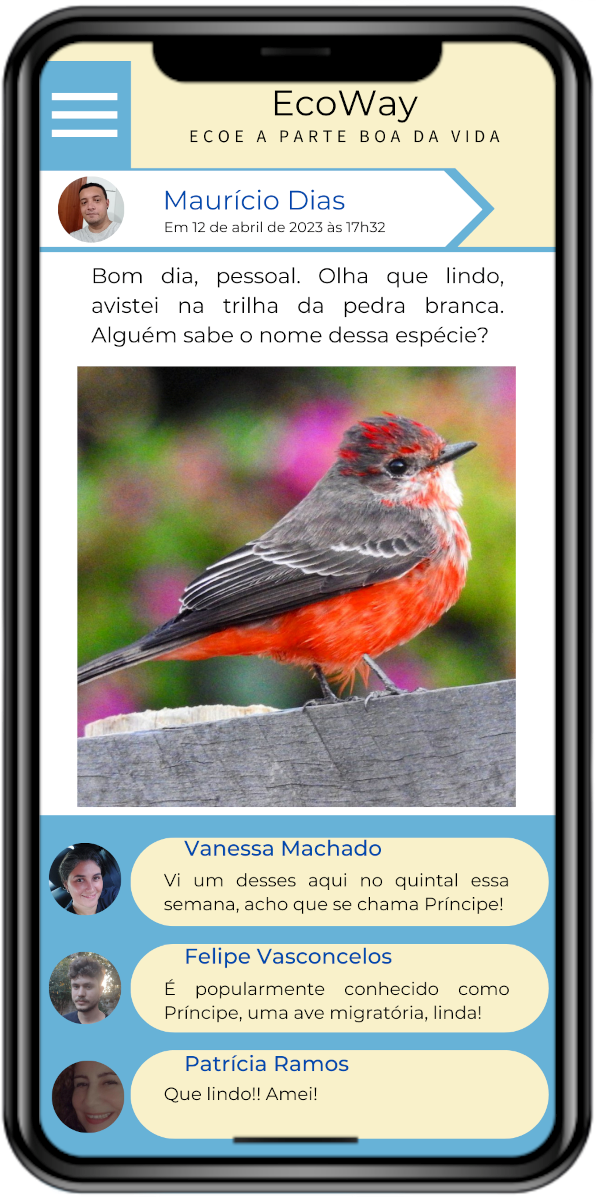 EcoWay
ECOE A PARTE BOA DA VIDA
Maurício Dias
Em 12 de abril de 2023 às 17h32
Bom dia, pessoal. Olha que lindo,
avistei na trilha da pedra branca.
Alguém sabe o nome dessa espécie?
Vanessa Machado
Vi um desses aqui no quintal essa
semana, acho que se chama Príncipe!
Felipe Vasconcelos
É popularmente conhecido como
Príncipe, uma ave migratória, linda!
Patrícia Ramos
Que lindo!! Amei!